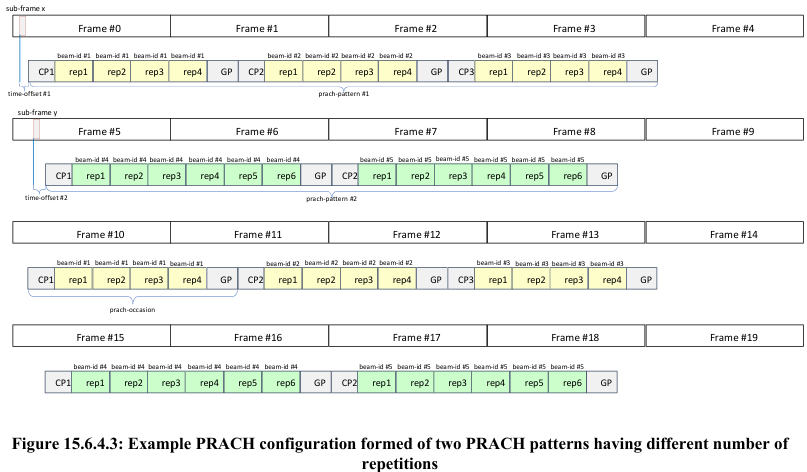 sub-frame x
Frame #0 Frame #1 Frame #2 Frame #3 Frame #4
beam-id #1 beam-id #1 beam-id #1 beam-id #1 beam-id #2 beam-id #2 beam-id #2 beam-id #2 beam-id #3 beam-id #3 beam-id #3 beam-id #3
CP1 rep1 rep2 rep3 rep4 GP CP2 rep1 rep2 rep3 rep4 GP CP3 rep1 rep2 rep3 rep4 GP
time-offset #1 prach-pattern #1
sub-frame y
Frame #5 Frame #6 Frame #7 Frame #8 Frame #9
beam-id #4 beam-id #4 beam-id #4 beam-id #4 beam-id #4 beam-id #4 beam-id #5 beam-id #5 beam-id #5 beam-id #5 beam-id #5 beam-id #5
CP1 rep1 rep2 rep3 rep4 rep5 rep6 GP CP2 rep1 rep2 rep3 rep4 rep5 rep6 GP
time-offset #2 prach-pattern #2
Frame #10 Frame #11 Frame #12 Frame #13 Frame #14
beam-id #1 beam-id #1 beam-id #1 beam-id #1 beam-id #2 beam-id #2 beam-id #2 beam-id #2 beam-id #3 beam-id #3 beam-id #3 beam-id #3
CP1 rep1 rep2 rep3 rep4 GP CP2 rep1 rep2 rep3 rep4 GP CP3 rep1 rep2 rep3 rep4 GP
prach-occasion
Frame #15 Frame #16 Frame #17 Frame #18 Frame #19
beam-id #4 beam-id #4 beam-id #4 beam-id #4 beam-id #4 beam-id #4 beam-id #5 beam-id #5 beam-id #5 beam-id #5 beam-id #5 beam-id #5
CP1 rep1 rep2 rep3 rep4 rep5 rep6 GP CP2 rep1 rep2 rep3 rep4 rep5 rep6 GP
Figure 15.6.4.3: Example PRACH configuration formed of two PRACH patterns having different number of
repetitions